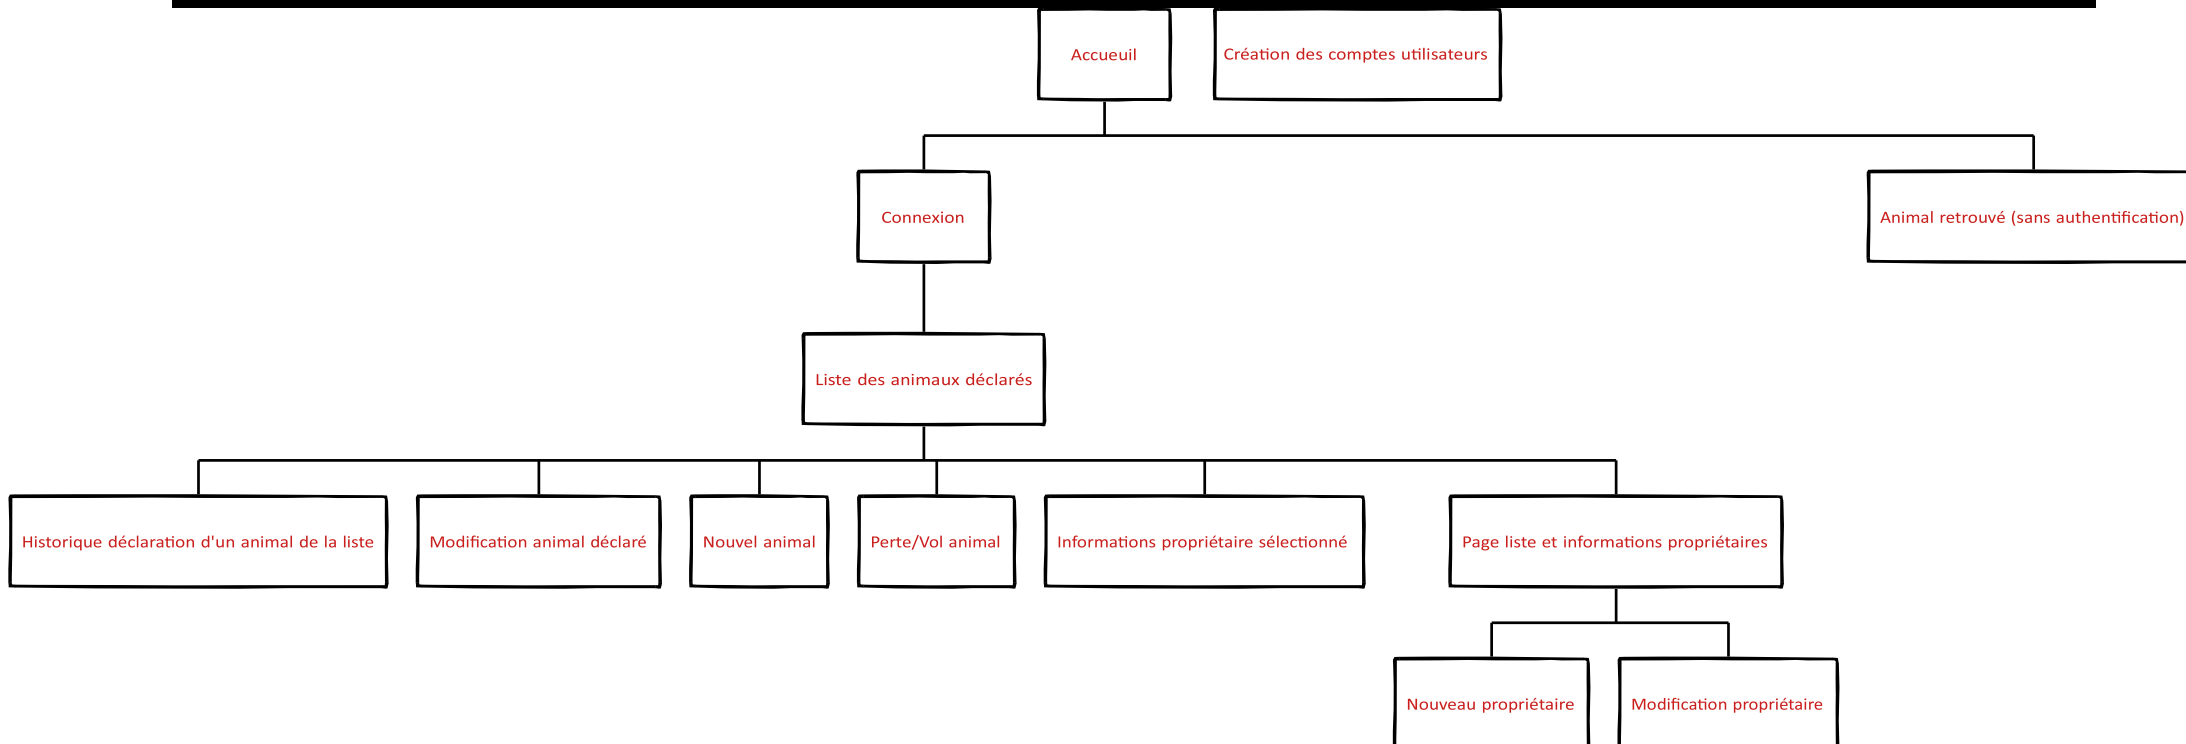 Accueuil
Création des comptes utilisateurs
Connexion
Animal retrouvé (sans authentification)
Liste des animaux déclarés
Historique déclaration d'un animal de la liste
Modification animal déclaré
Nouvel animal
Perte/Vol animal
Informations propriétaire sélectionné
Page liste et informations propriétaires
Nouveau propriétaire
Modification propriétaire